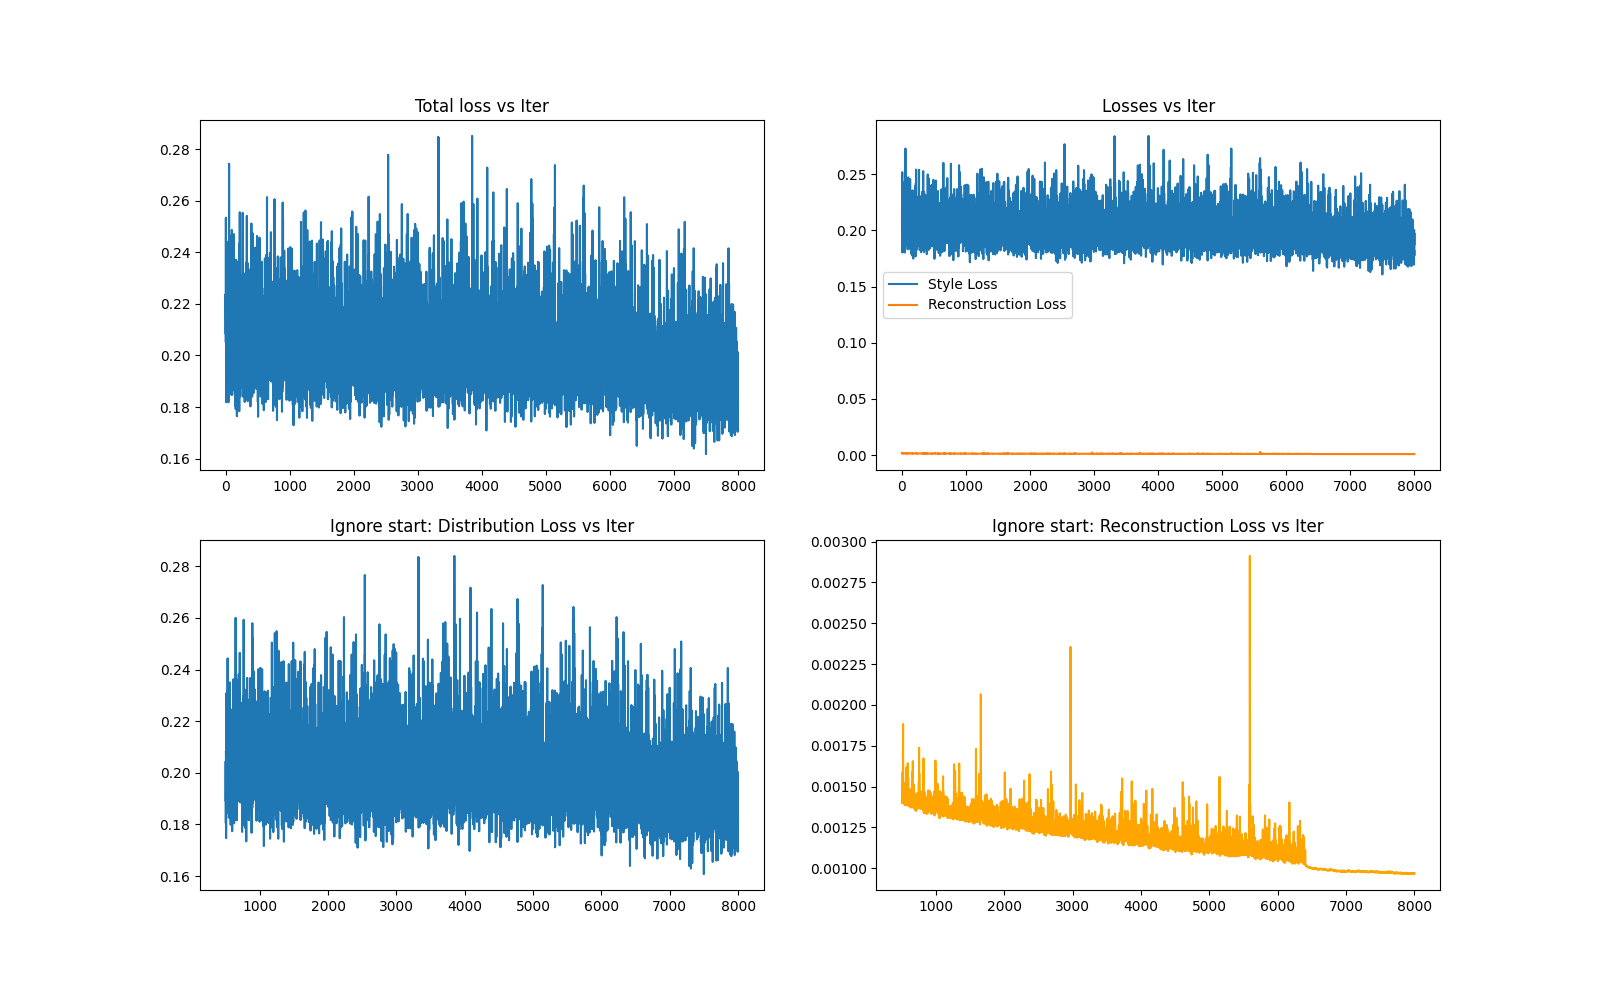 Total loss vs Iter
0.28
0.26
0.24
0.22
0.20
0.18
0.16
0 1000 2000 3000 4000 5000 6000 7000 8000
Losses vs Iter
0.25
0.20
0.15
0.10
0.05
0.00
Style Loss
Reconstruction Loss
0 1000 2000 3000 4000 5000 6000 7000 8000
Ignore start: Distribution Loss vs Iter
0.28
0.26
0.24
0.22
0.20
0.18
0.16
1000 2000 3000 4000 5000 6000 7000 8000
Ignore start: Reconstruction Loss vs Iter
0.00300
0.00275
0.00250
0.00225
0.00200
0.00175
0.00150
0.00125
0.00100
1000 2000 3000 4000 5000 6000 7000 8000